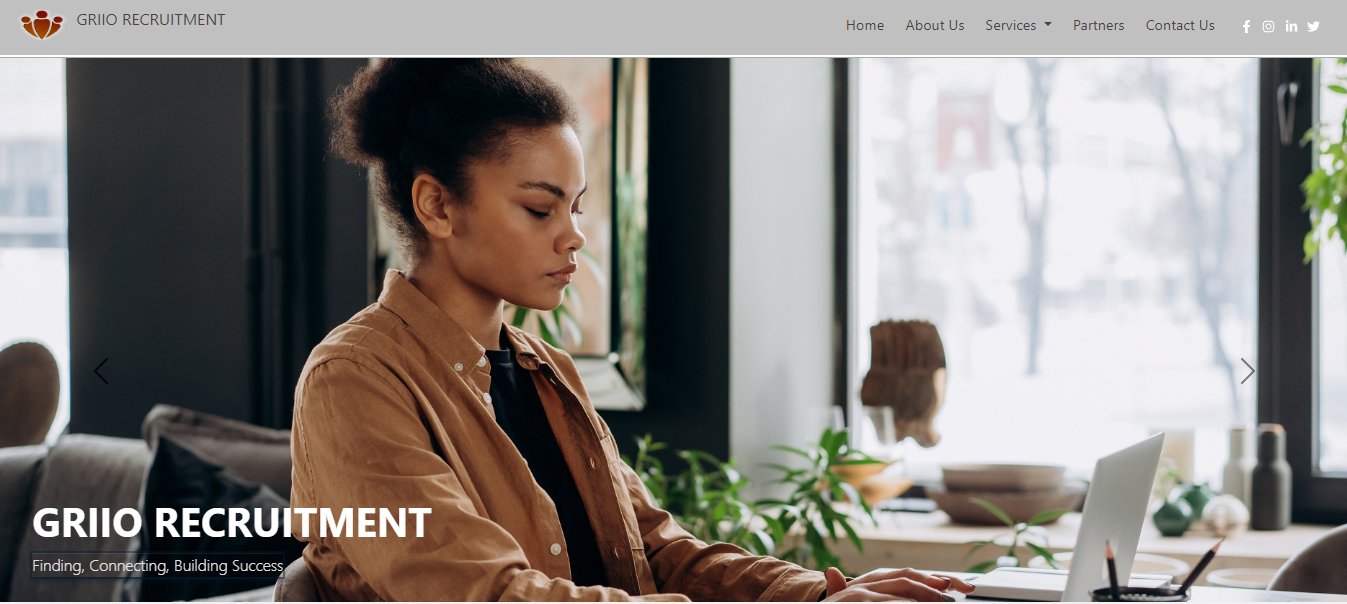 GRIIO RECRUITMENT
Home About Us Services Partners Contact Us
GRIIO RECRUITMENT
Finding, Connecting, Building Success